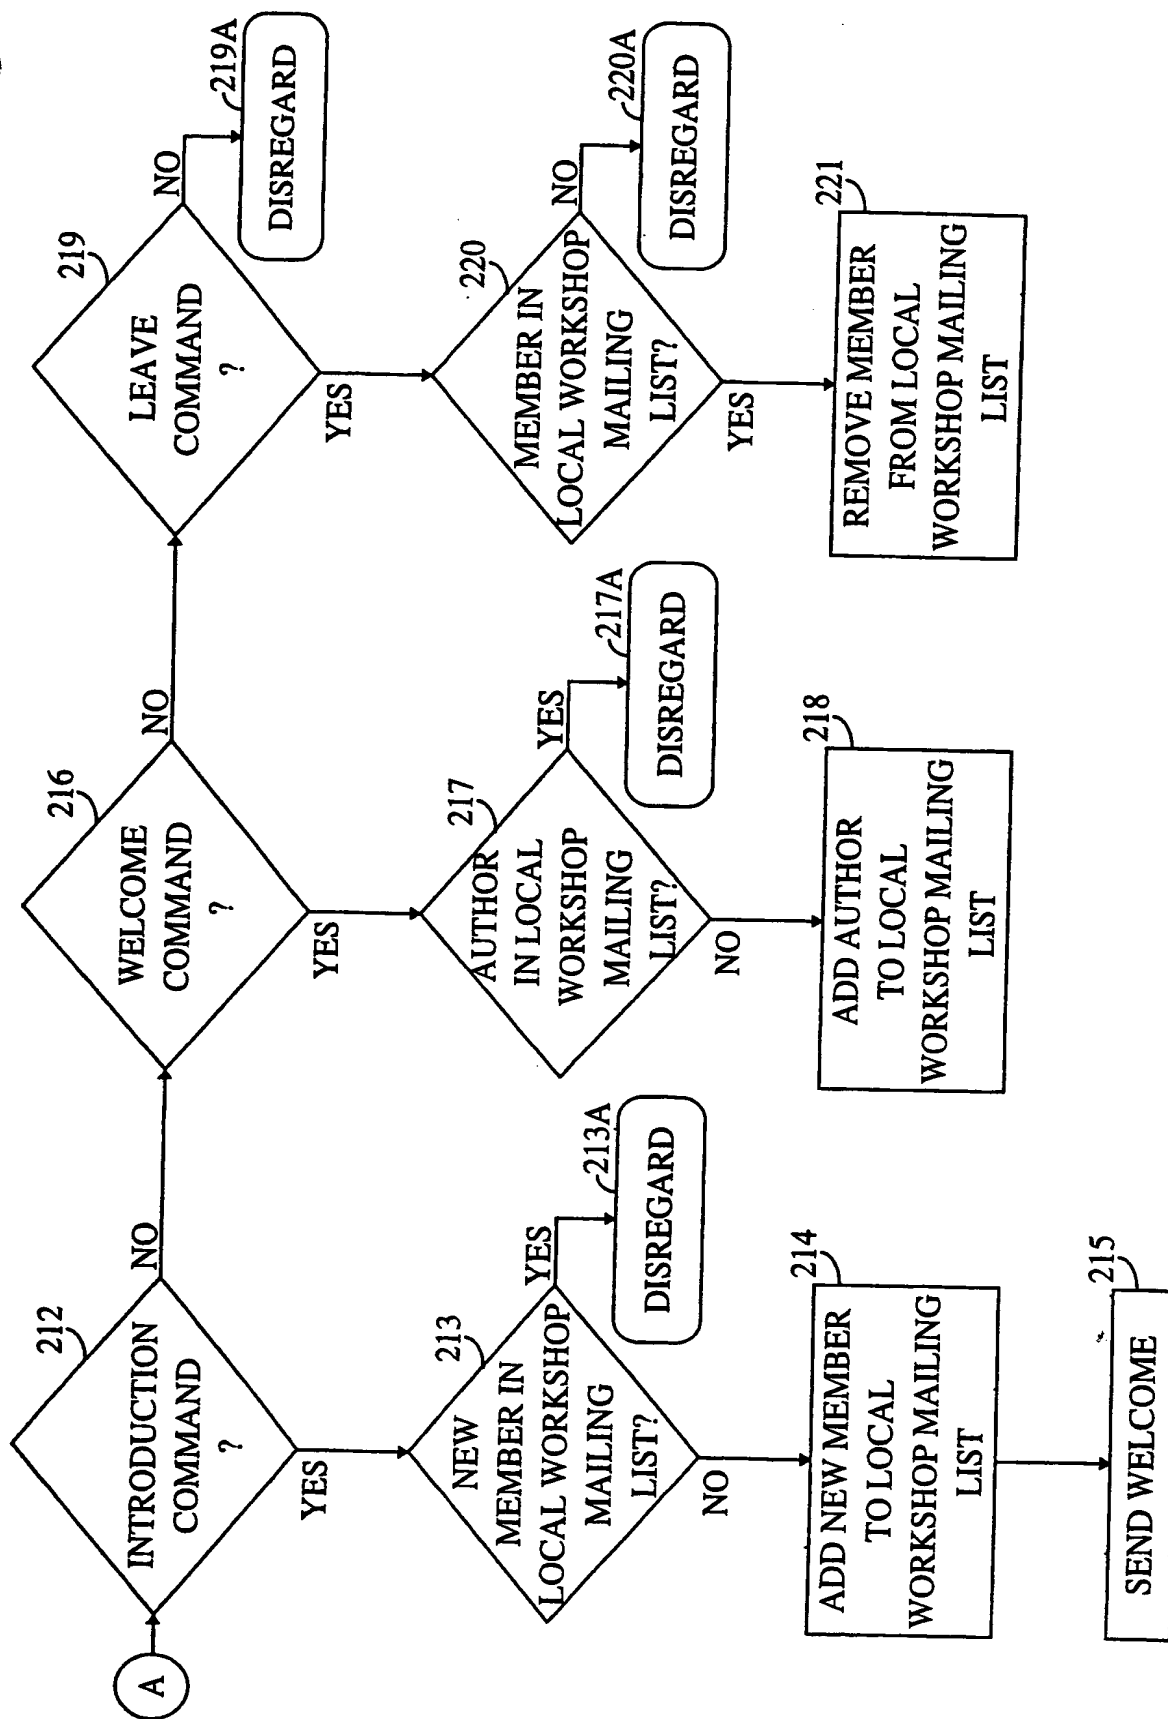 A
212
INTRODUCTION
COMMAND
?
NO
YES
216
WELCOME
COMMAND
?
NO
YES
219
LEAVE
COMMAND
?
NO
YES
219A
DISREGARD
213
NEW
MEMBER IN
LOCAL WORKSHOP
MAILING
LIST?
YES
NO
213A
DISREGARD
217
AUTHOR
IN LOCAL
WORKSHOP
MAILING
LIST?
YES
NO
217A
DISREGARD
220
MEMBER IN
LOCAL WORKSHOP
MAILING
LIST?
NO
YES
220A
DISREGARD
214
ADD NEW MEMBER
TO LOCAL
WORKSHOP MAILING
LIST
218
ADD AUTHOR
TO LOCAL
WORKSHOP MAILING
LIST
221
REMOVE MEMBER
FROM LOCAL
WORKSHOP MAILING
LIST
215
SEND WELCOME